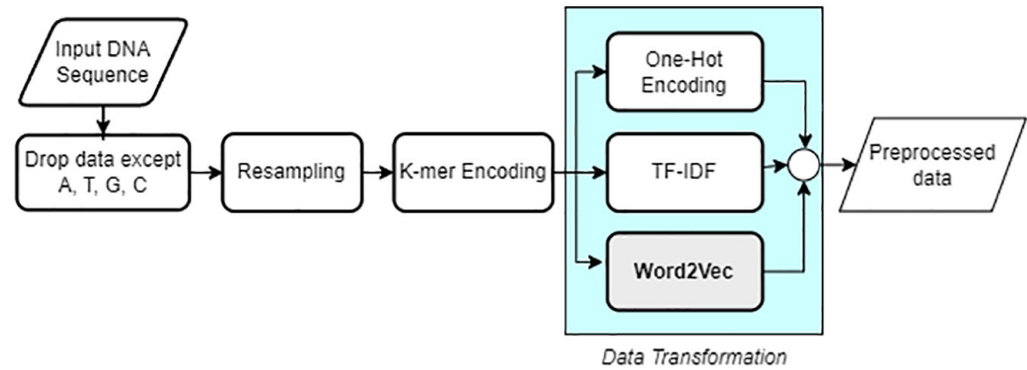 Input DNA
Sequence
Drop data except
A, T, G, C
Resampling
K-mer Encoding
One-Hot
Encoding
TF-IDF
Word2Vec
Preprocessed
data
Data Transformation